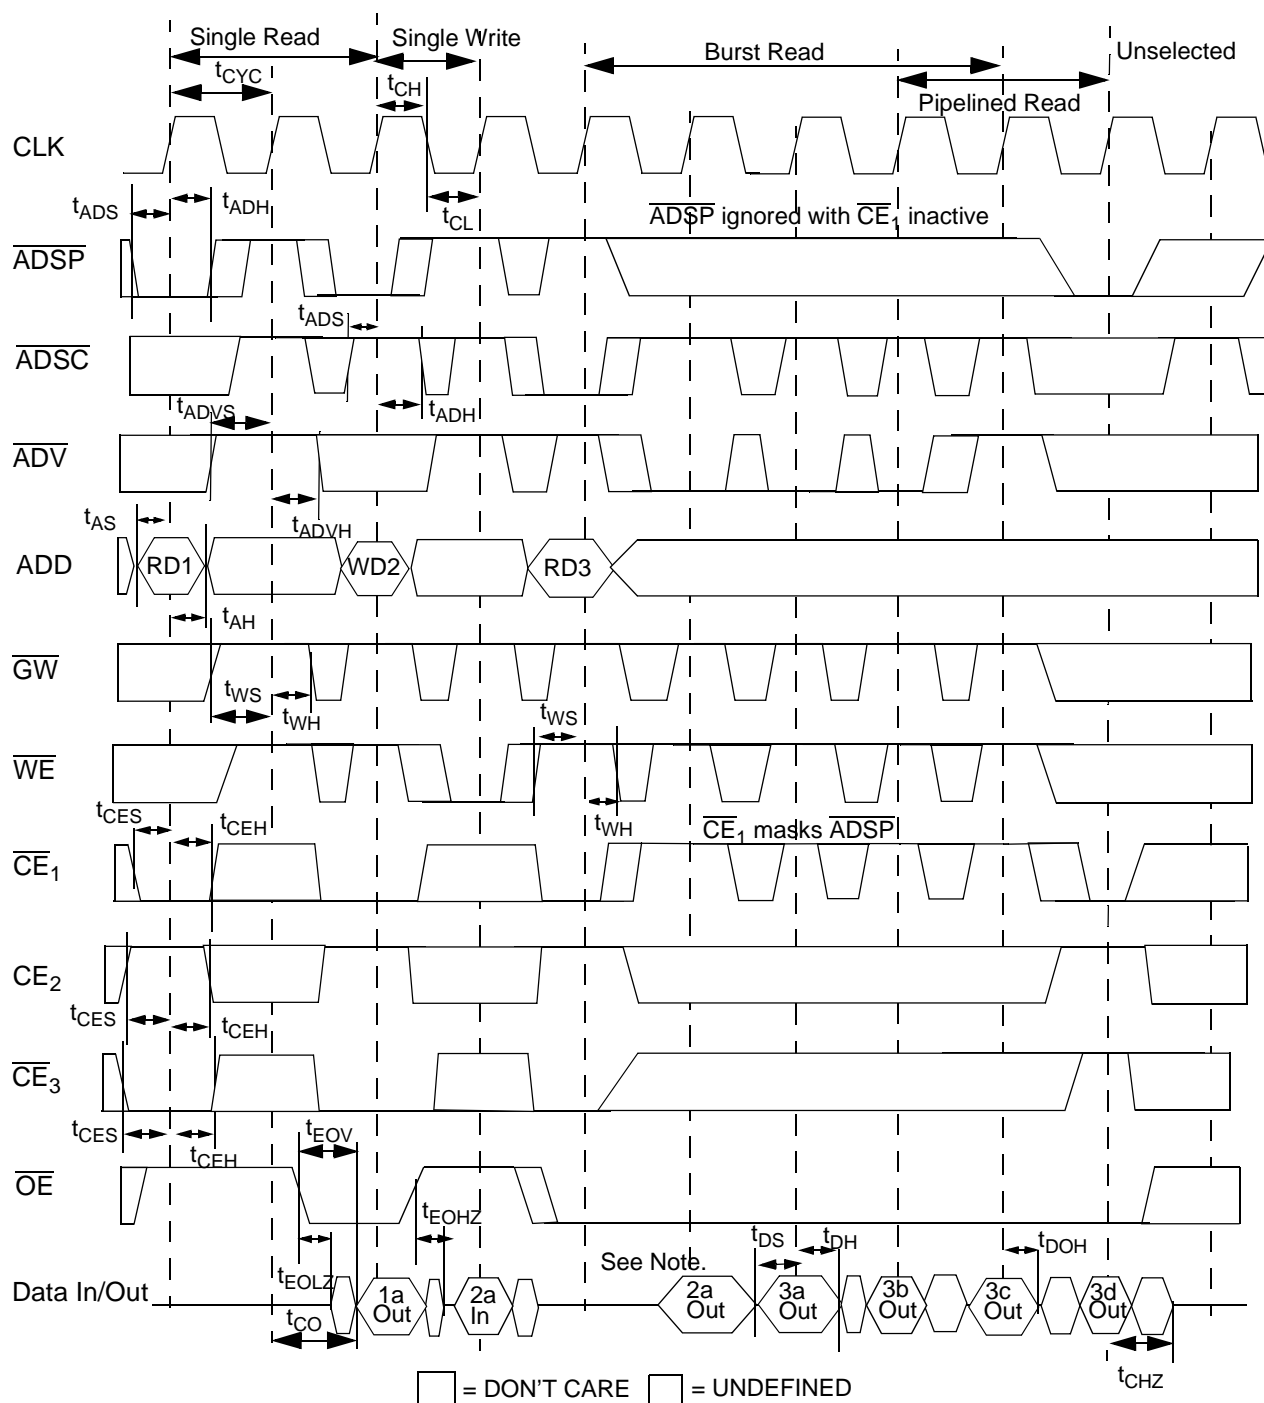 Single Read
Single Write
Burst Read
Unselected
tCYC
tCH
Pipelined Read
CLK
tADS
tADH
tCL
ADSP ignored with CE1 inactive
ADSP
tADS
ADSC
tADVS
tADH
ADV
tAS
tADVH
ADD
RD1
WD2
RD3
tAH
GW
tWS
tWH
tWS
WE
tCES
tCEH
tWH
CE1 masks ADSP
CE1
CE2
tCES
tCEH
CE3
tCES
tCEH
tEOV
OE
tEOHZ
tDS
tDH
tDOH
See Note.
tEOLZ
Data In/Out
1a Out
2a In
2a Out
3a Out
3b Out
3c Out
3d Out
tCO
tCHZ
= DON'T CARE
= UNDEFINED